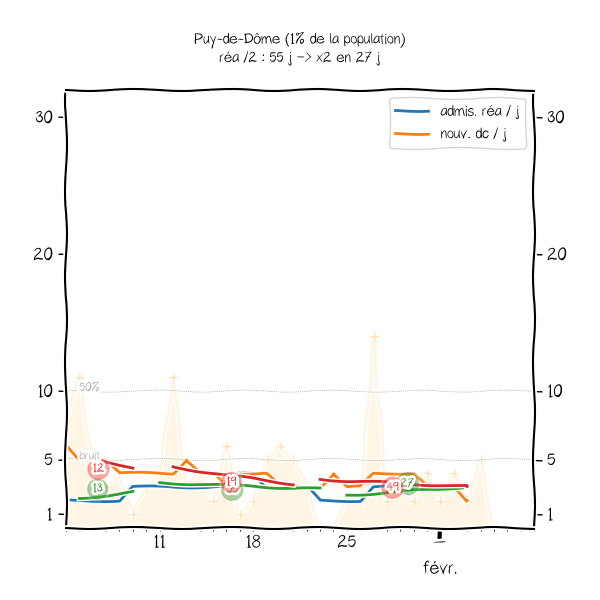 Puy-de-Dôme (1% de la population)
réa /2 : 55 j -> x2 en 27 j
admis. réa / j
nouv. dc / j
30 30
20 20
10 50% 10
5 bruit 5
12 19 49 27
13
1 1
11 18 25 1
févr.